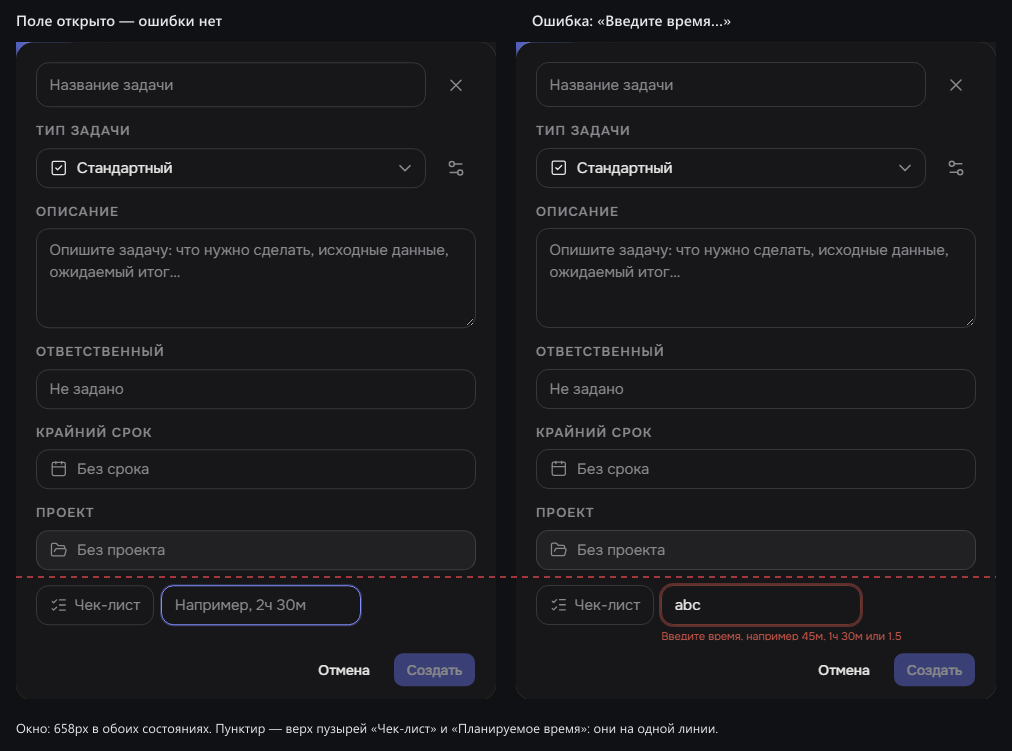 Поле открыто — ошибки нет
Название задачи
ТИП ЗАДАЧИ
Стандартный
ОПИСАНИЕ
Опишите задачу: что нужно сделать, исходные данные,
ожидаемый итог...
ОТВЕТСТВЕННЫЙ
Не задано
КРАЙНИЙ СРОК
Без срока
ПРОЕКТ
Без проекта
Чек-лист
Например, 2ч 30м
Отмена
Создать
Ошибка: «Введите время...»
Название задачи
ТИП ЗАДАЧИ
Стандартный
ОПИСАНИЕ
Опишите задачу: что нужно сделать, исходные данные,
ожидаемый итог...
ОТВЕТСТВЕННЫЙ
Не задано
КРАЙНИЙ СРОК
Без срока
ПРОЕКТ
Без проекта
Чек-лист
abc
Введите время, например 45м, 1ч 30м или 1.5
Отмена
Создать
Окно: 658px в обоих состояниях. Пунктир — верх пузырей «Чек-лист» и «Планируемое время»: они на одной линии.